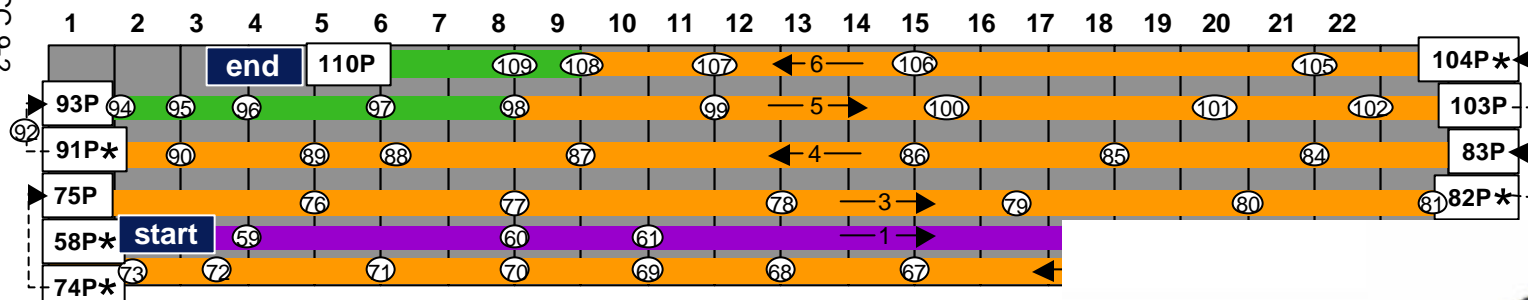 1 2 3 4 5 6 7 8 9 10 11 12 13 14 15 16 17 18 19 20 21 22
end 110P 109 108 107 6 106 105 104P*
93P 94 95 96 97 98 99 5 100 101 102 103P
92
91P* 90 89 88 87 4 86 85 84 83P
75P 76 77 78 3 79 80 81 82P*
58P* start 59 60 61 1
74P* 73 72 71 70 69 68 67